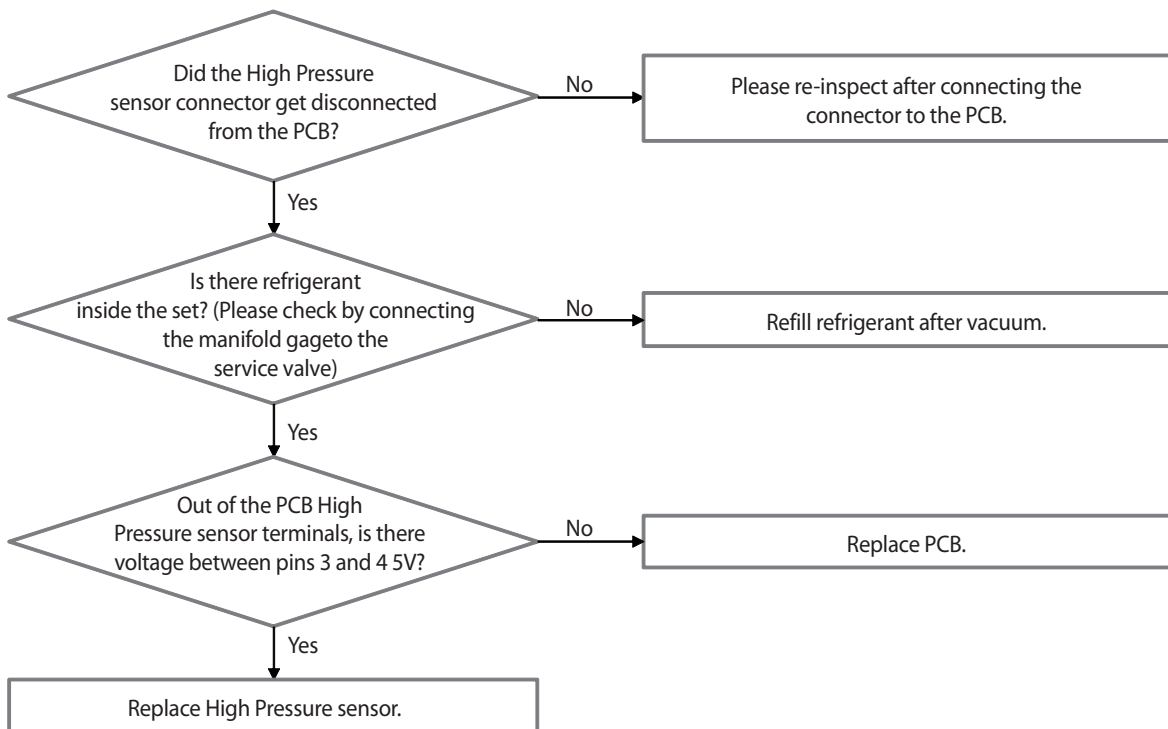 Did the High Pressure
sensor connector get disconnected
from the PCB?
No
Please re-inspect after connecting the
connector to the PCB.
Yes
Is there refrigerant
inside the set? (Please check by connecting
the manifold gageto the
service valve)
No
Refill refrigerant after vacuum.
Yes
Out of the PCB High
Pressure sensor terminals, is there
voltage between pins 3 and 4 5V?
No
Replace PCB.
Yes
Replace High Pressure sensor.